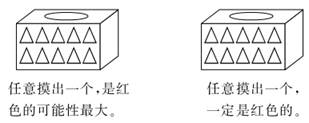 任意摸出一个,是红
色的可能性最大。
任意摸出一个,
一定是红色的。